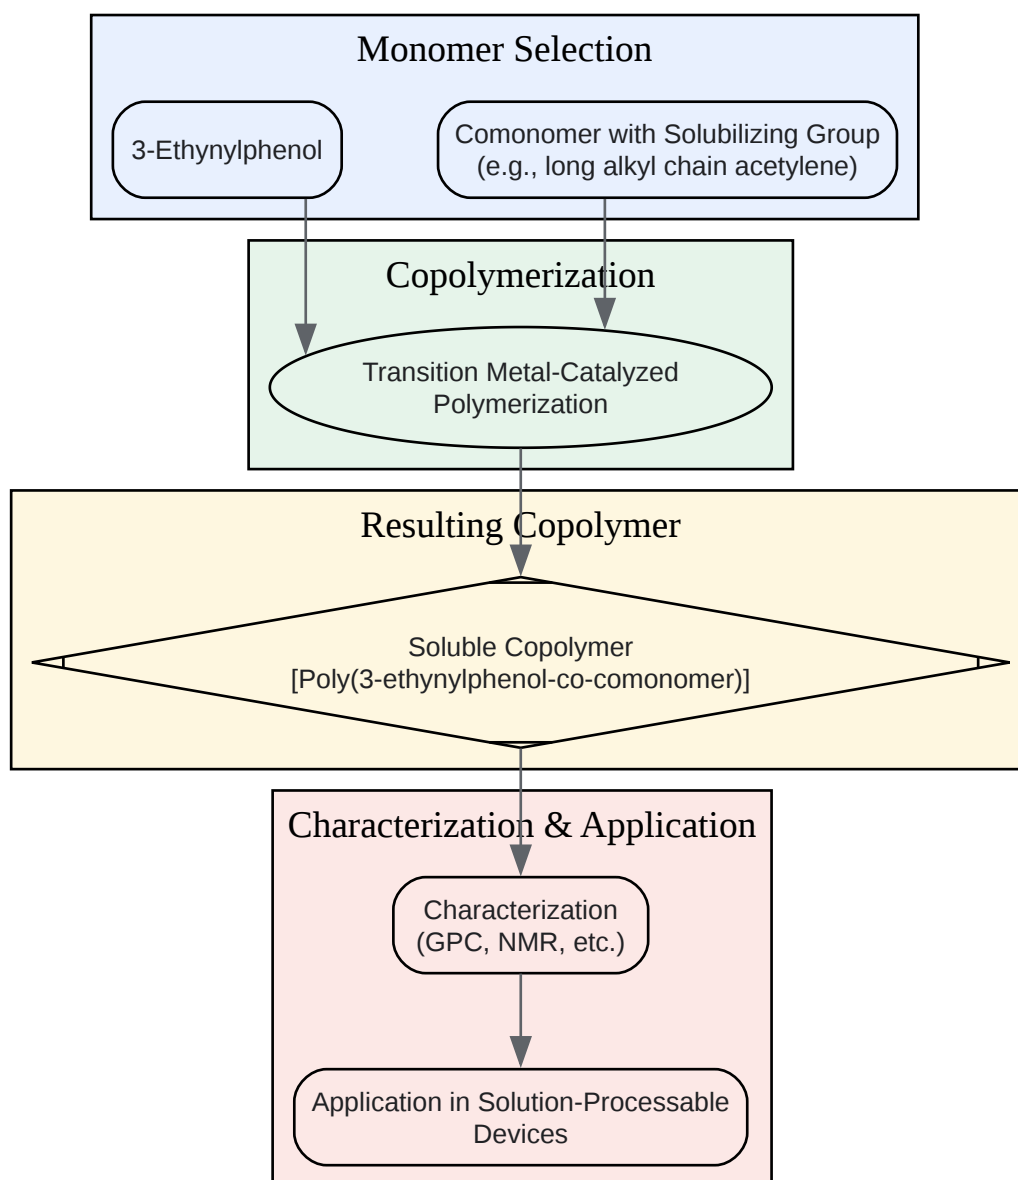 Monomer Selection
3-Ethynylphenol
Comonomer with Solubilizing Group
(e.g., long alkyl chain acetylene)
Copolymerization
Transition Metal-Catalyzed
Polymerization
Resulting Copolymer
Soluble Copolymer
[Poly(3-ethynylphenol-co-comonomer)]
Characterization & Application
Characterization
(GPC, NMR, etc.)
Application in Solution-Processable
Devices